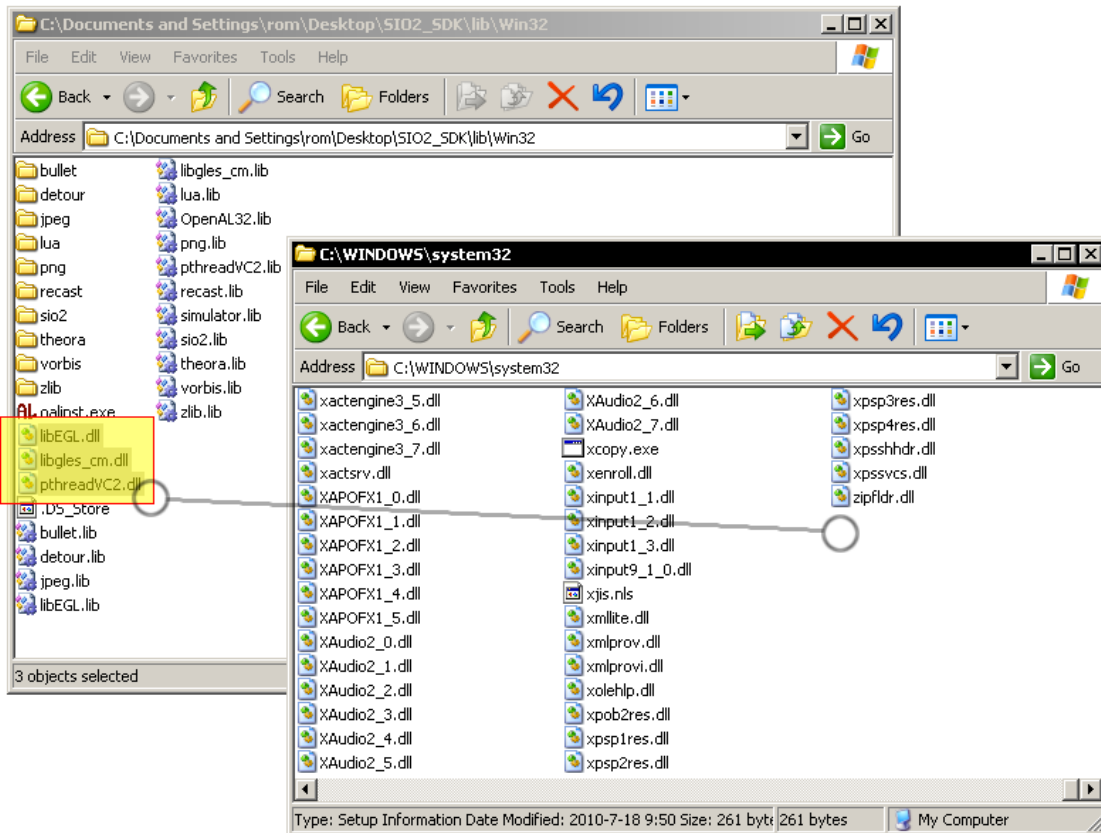 C:\Documents and Settings\rom\Desktop\SIO2_SDK\lib\Win32
File Edit View Favorites Tools Help
Back Search Folders
Address C:\Documents and Settings\rom\Desktop\SIO2_SDK\lib\Win32 Go
bullet
detour
jpeg
lua
png
recast
sio2
theora
vorbis
zlib
oalinst.exe
libEGL.dll
libgles_cm.dll
pthreadVC2.dll
.DS_Store
bullet.lib
detour.lib
jpeg.lib
libEGL.lib
libgles_cm.lib
lua.lib
OpenAL32.lib
png.lib
pthreadVC2.lib
recast.lib
simulator.lib
sio2.lib
theora.lib
vorbis.lib
zlib.lib
3 objects selected
C:\WINDOWS\system32
File Edit View Favorites Tools Help
Back Search Folders
Address C:\WINDOWS\system32 Go
xactengine3_5.dll
xactengine3_6.dll
xactengine3_7.dll
xactsrv.dll
XAPOFX1_0.dll
XAPOFX1_1.dll
XAPOFX1_2.dll
XAPOFX1_3.dll
XAPOFX1_4.dll
XAPOFX1_5.dll
XAudio2_0.dll
XAudio2_1.dll
XAudio2_2.dll
XAudio2_3.dll
XAudio2_4.dll
XAudio2_5.dll
XAudio2_6.dll
XAudio2_7.dll
xcopy.exe
xenroll.dll
xinput1_1.dll
xinput1_2.dll
xinput1_3.dll
xinput9_1_0.dll
xjis.nls
xmllite.dll
xmlprov.dll
xmlprovi.dll
xolehlp.dll
xpob2res.dll
xpsp1res.dll
xpsp2res.dll
xpsp3res.dll
xpsp4res.dll
xpsshhdr.dll
xpssvcs.dll
zipfldr.dll
Type: Setup Information Date Modified: 2010-7-18 9:50 Size: 261 byte 261 bytes My Computer